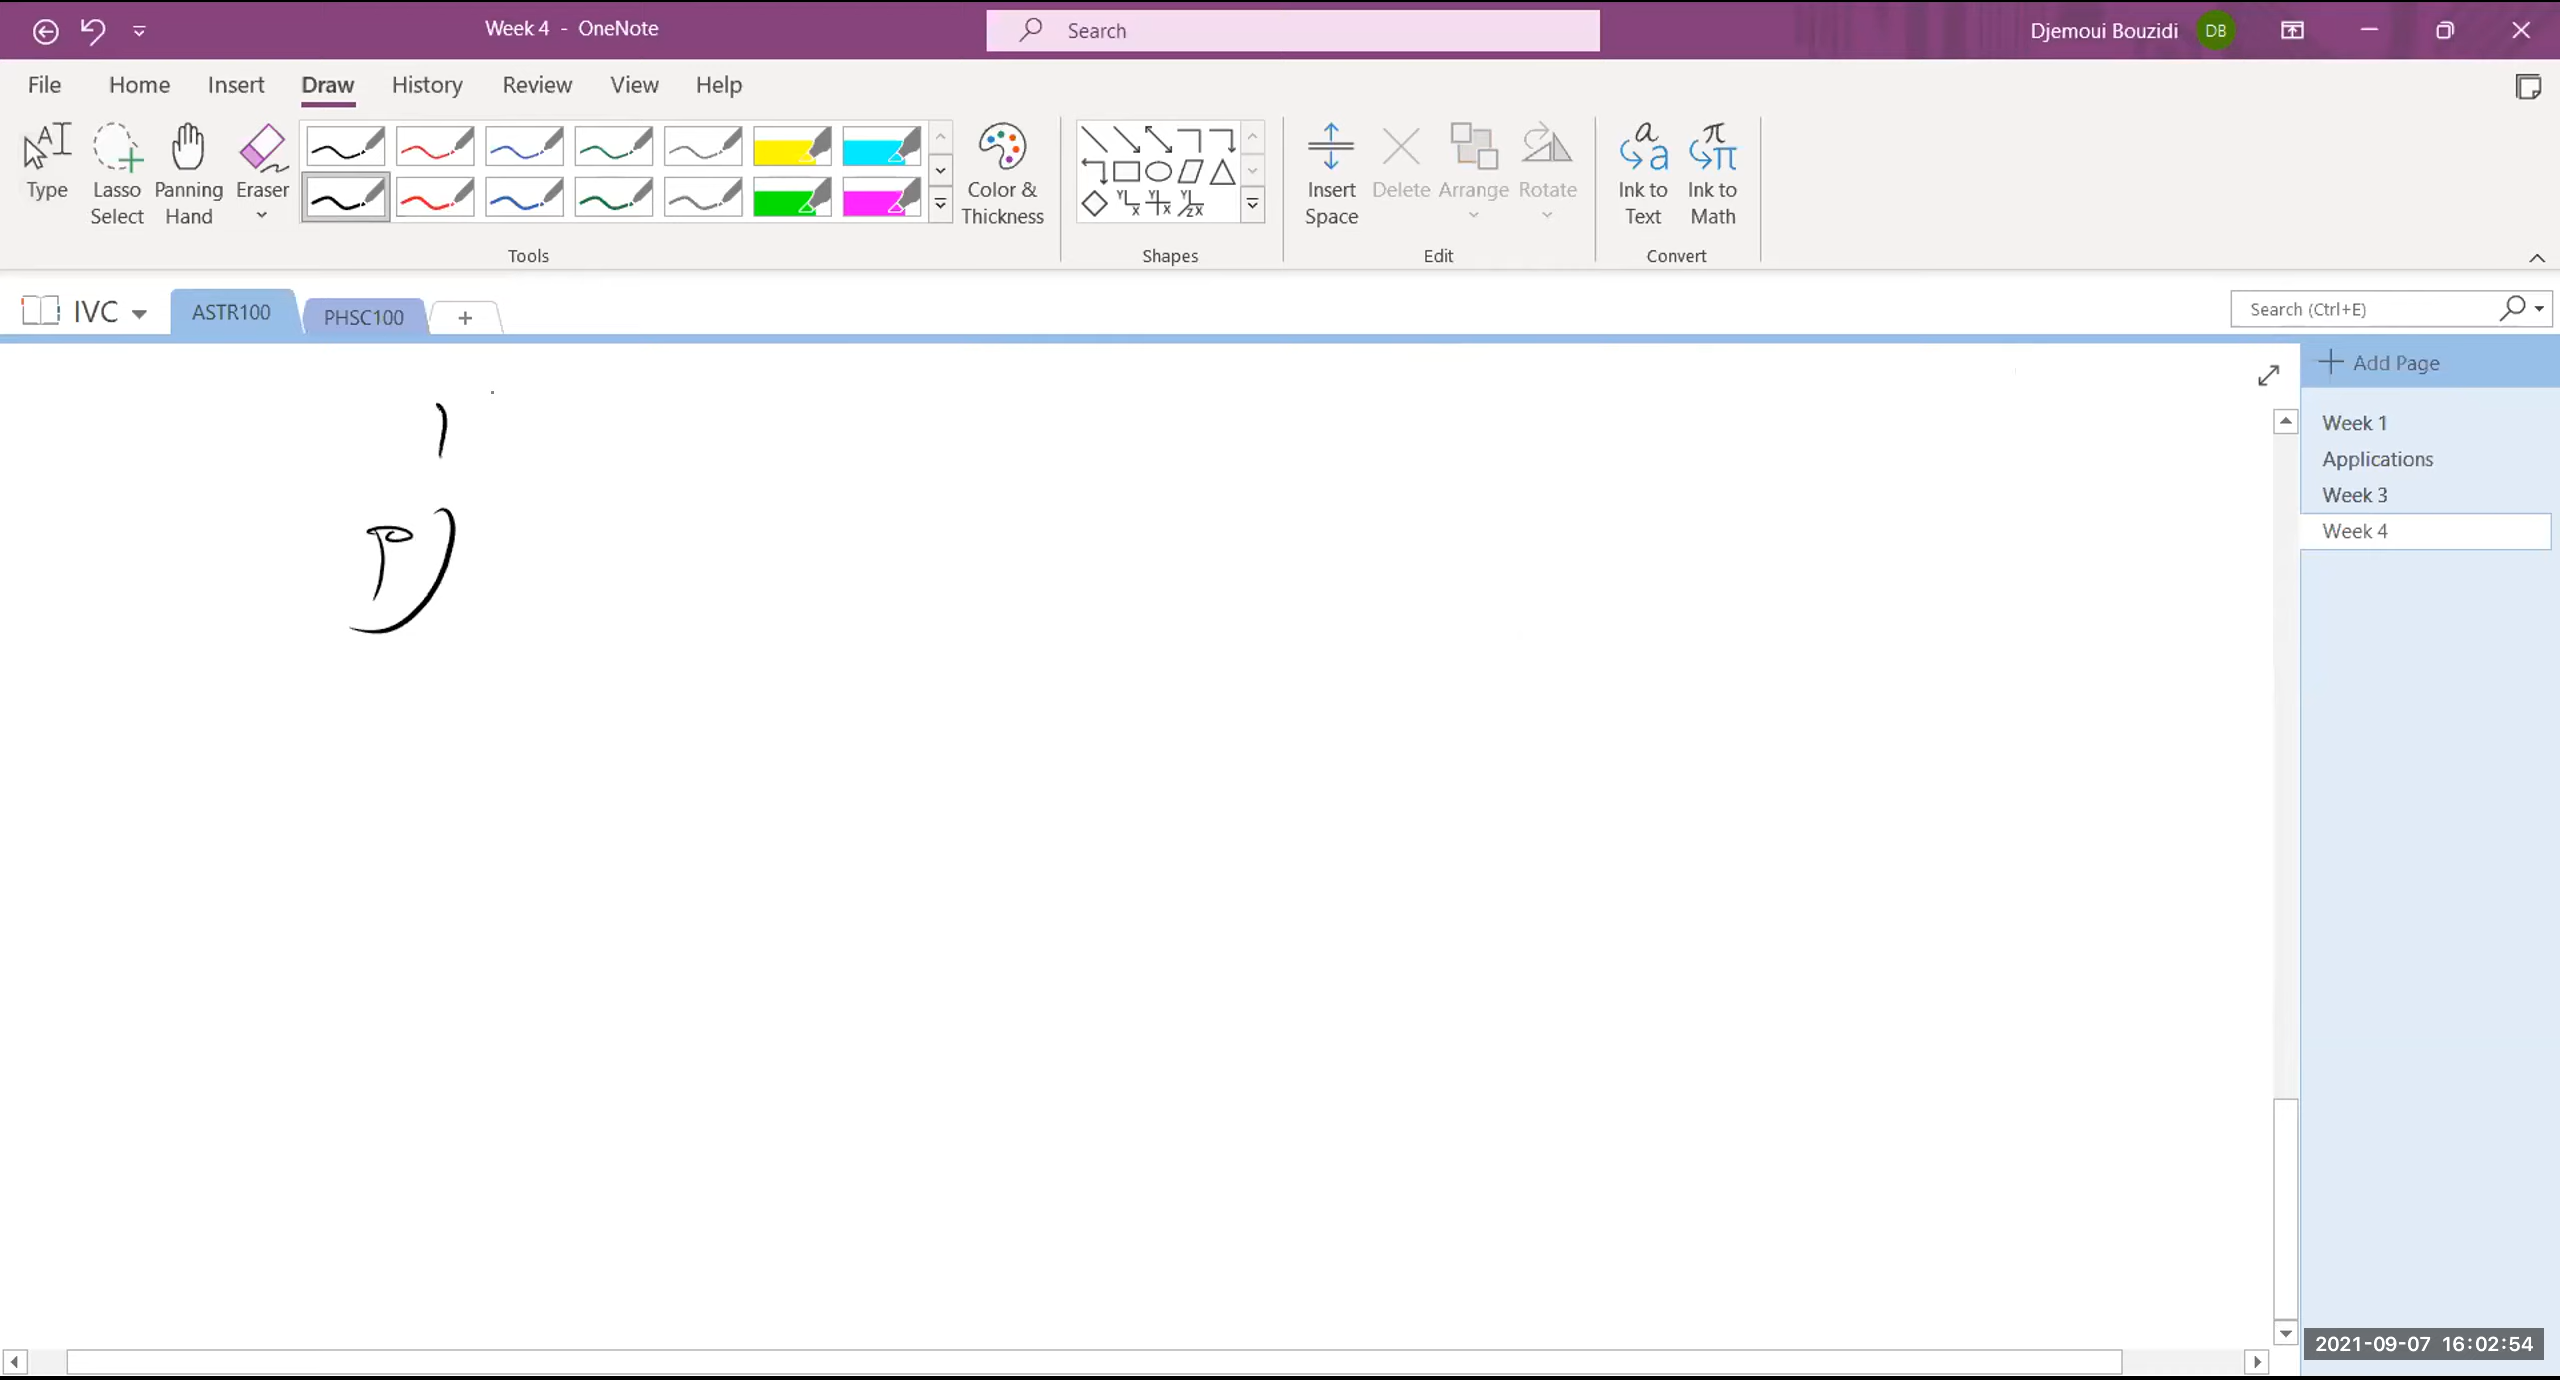 Week 4 - OneNote
Search
Djemoui Bouzidi DB
File Home Insert Draw History Review View Help
Type
Lasso Select
Panning Hand
Eraser
Color & Thickness
Insert Space
Delete
Arrange
Rotate
a a
Ink to Text
π π
Ink to Math
Tools
Shapes
Edit
Convert
IVC
ASTR100
PHSC100
+
Search (Ctrl+E)
Add Page
Week 1
Applications
Week 3
Week 4
P)
2021-09-07 16:02:54